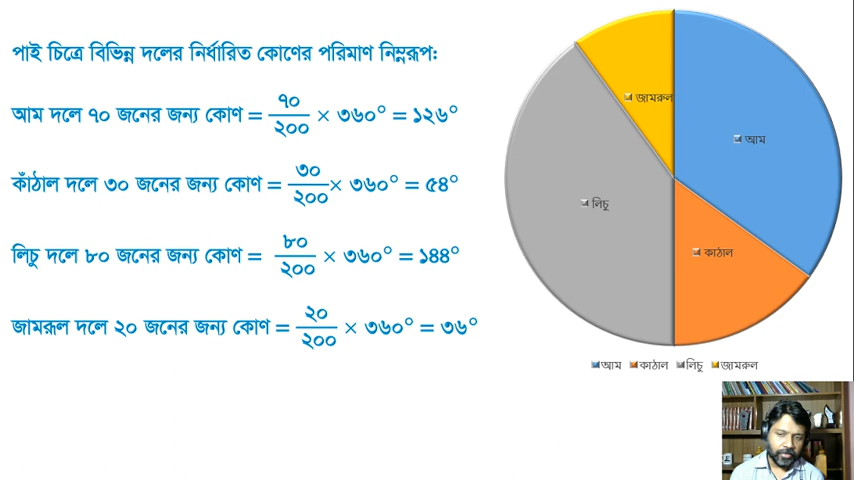 পাই চিত্রে বিভিন্ন দলের নির্ধারিত কোণের পরিমাণ নিম্নরূপ:
আম দলে ৭০ জনের জন্য কোণ = ৭০/২০০ × ৩৬০° = ১২৬°
কাঁঠাল দলে ৩০ জনের জন্য কোণ = ৩০/২০০ × ৩৬০° = ৫৪°
লিচু দলে ৮০ জনের জন্য কোণ = ৮০/২০০ × ৩৬০° = ১৪৪°
জামরূল দলে ২০ জনের জন্য কোণ = ২০/২০০ × ৩৬০° = ৩৬°
জামরুল
আম
লিচু
কাঠাল
আম কাঠাল লিচু জামরুল